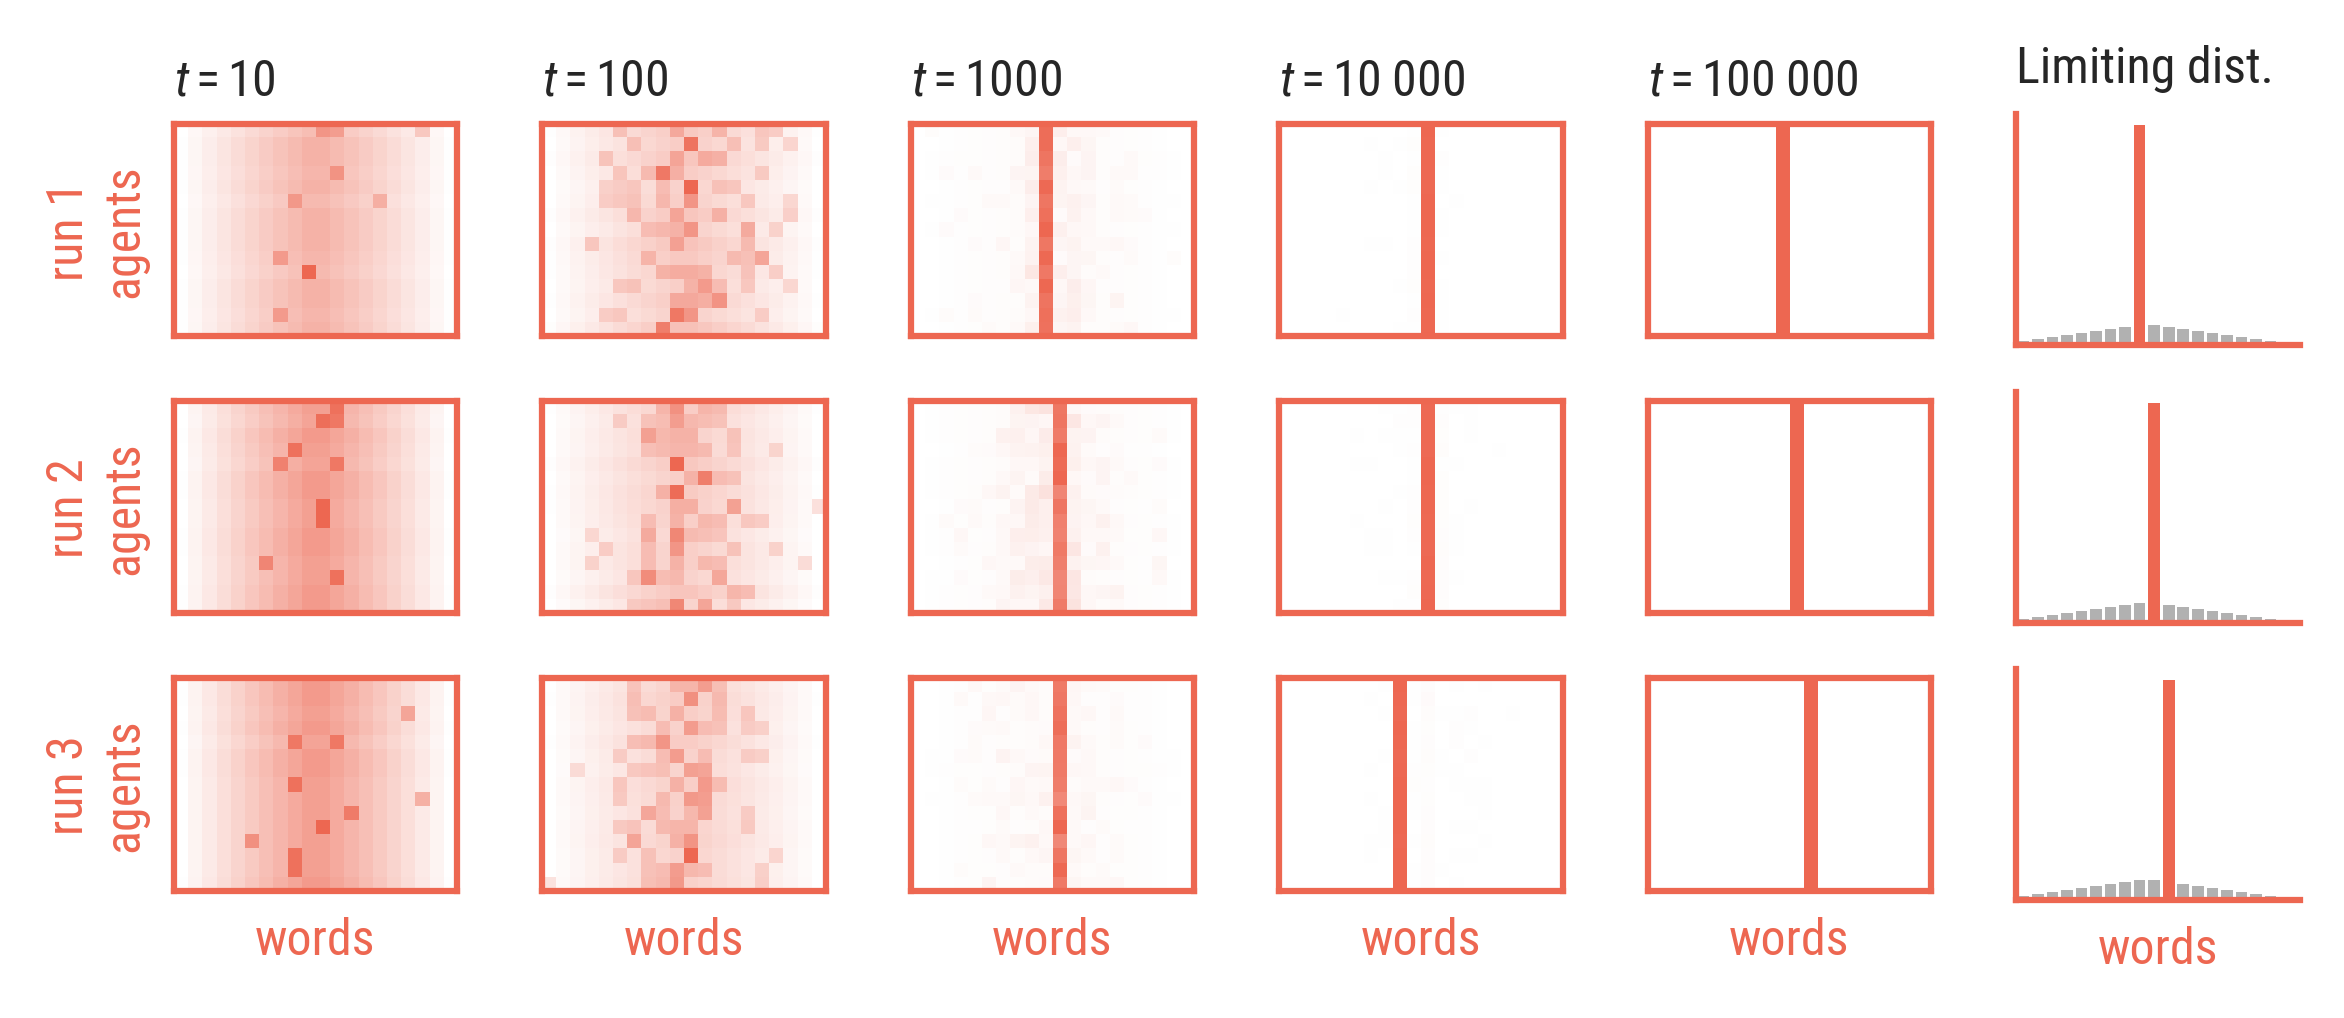 t = 10
t = 100
t = 1000
t = 10 000
t = 100 000
Limiting dist.
run 1
agents
run 2
agents
run 3
agents
words
words
words
words
words
words